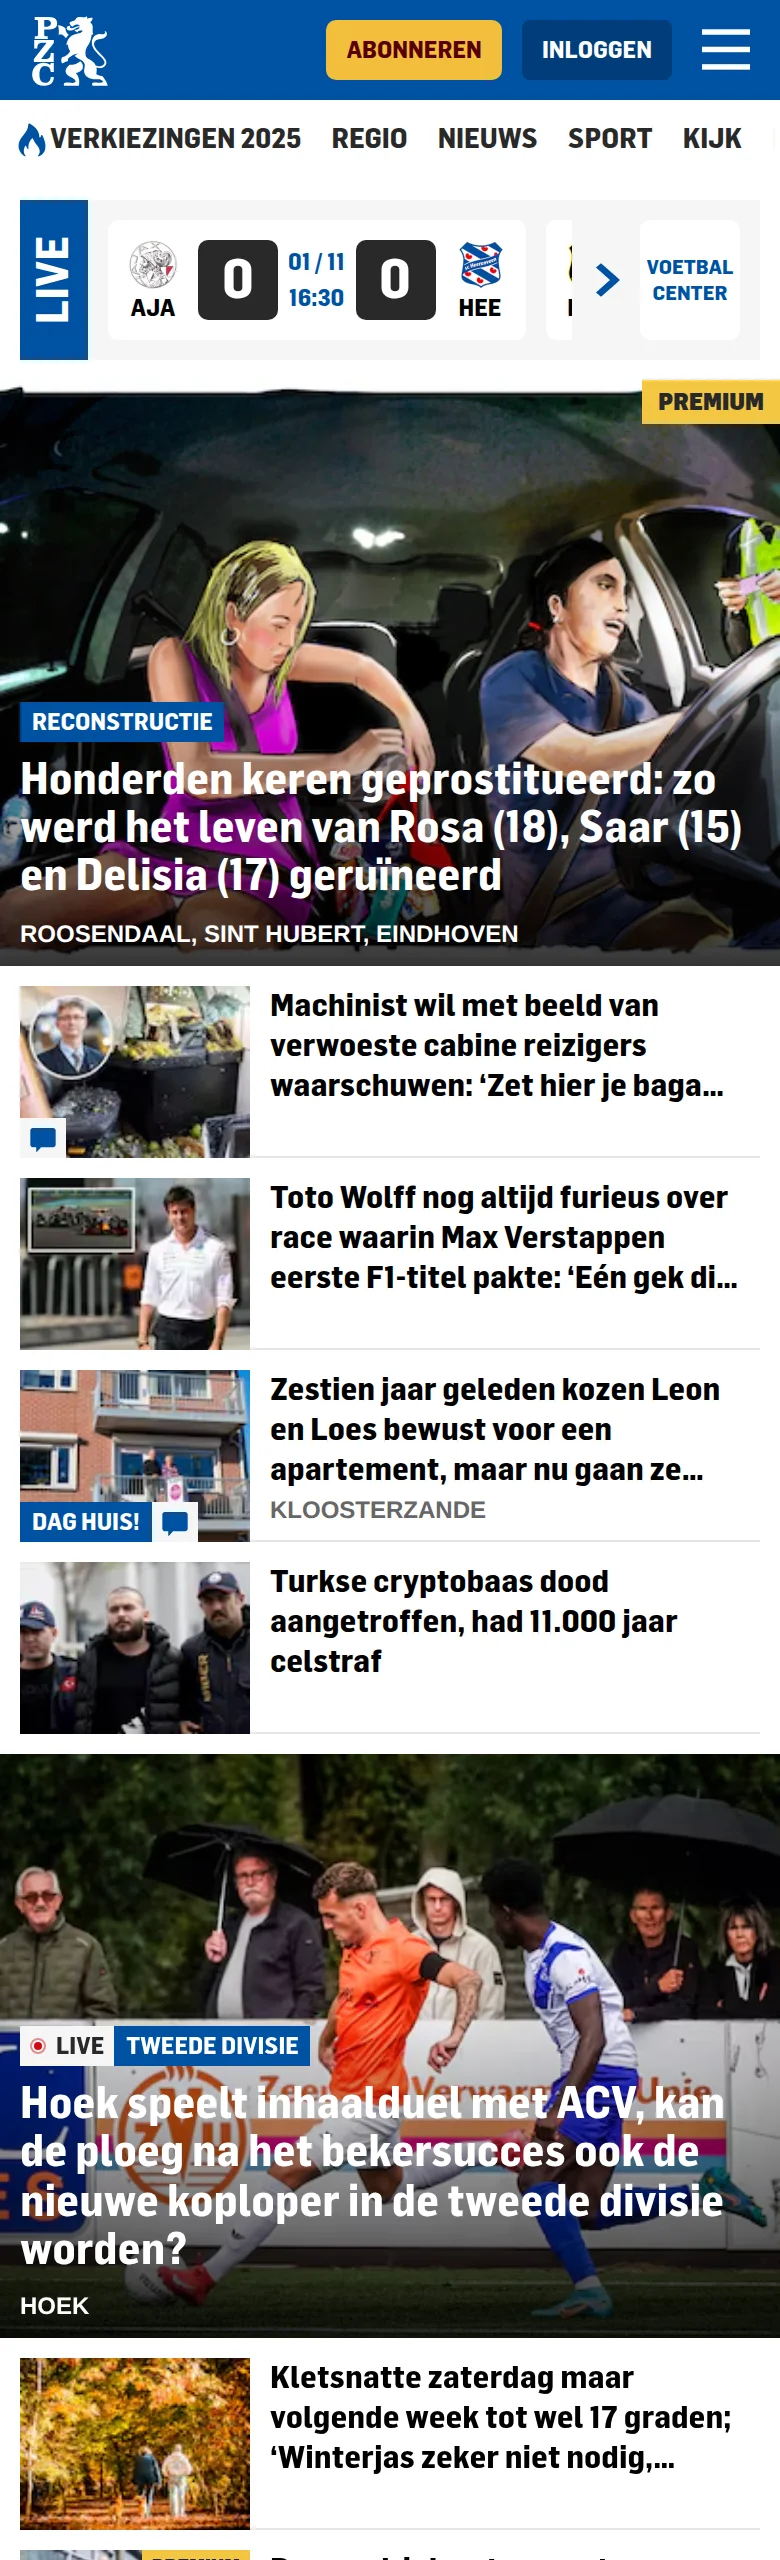 PZC
ABONNEREN
INLOGGEN
VERKIEZINGEN 2025 REGIO NIEUWS SPORT KIJK
LIVE
AJA
0
01 / 11
16:30
0
HEE
VOETBAL
CENTER
PREMIUM
RECONSTRUCTIE
Honderden keren geprostitueerd: zo
werd het leven van Rosa (18), Saar (15)
en Delisia (17) geruïneerd
ROOSENDAAL, SINT HUBERT, EINDHOVEN
Machinist wil met beeld van
verwoeste cabine reizigers
waarschuwen: ‘Zet hier je baga...
Toto Wolff nog altijd furieus over
race waarin Max Verstappen
eerste F1-titel pakte: ‘Eén gek di...
Zestien jaar geleden kozen Leon
en Loes bewust voor een
apartement, maar nu gaan ze...
KLOOSTERZANDE
DAG HUIS!
Turkse cryptobaas dood
aangetroffen, had 11.000 jaar
celstraf
LIVE
TWEEDE DIVISIE
Hoek speelt inhaalduel met ACV, kan
de ploeg na het bekersucces ook de
nieuwe koploper in de tweede divisie
worden?
HOEK
Kletsnatte zaterdag maar
volgende week tot wel 17 graden;
‘Winterjas zeker niet nodig,...